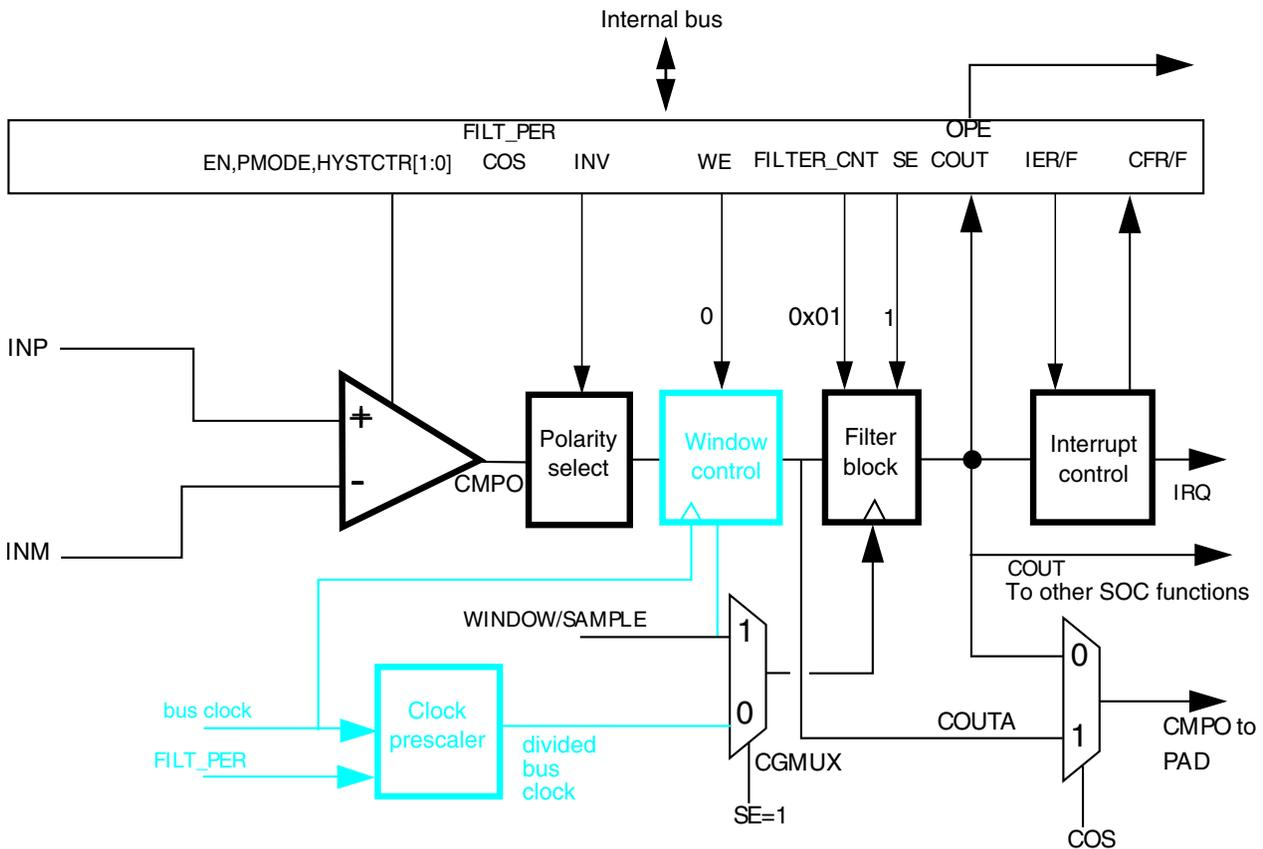 Internal bus
FILT_PER
OPE
EN,PMODE,HYSTCTR[1:0]
COS
INV
WE
FILTER_CNT
SE
COUT
IER/F
CFR/F
0
0x01
1
INP
+
-
INM
CMPO
Polarity
select
Window
control
Filter
block
Interrupt
control
IRQ
COUT
To other SOC functions
WINDOW/SAMPLE
1
0
0
1
bus clock
FILT_PER
Clock
prescaler
divided
bus
clock
CGMUX
SE=1
COUTA
CMPO to
PAD
COS